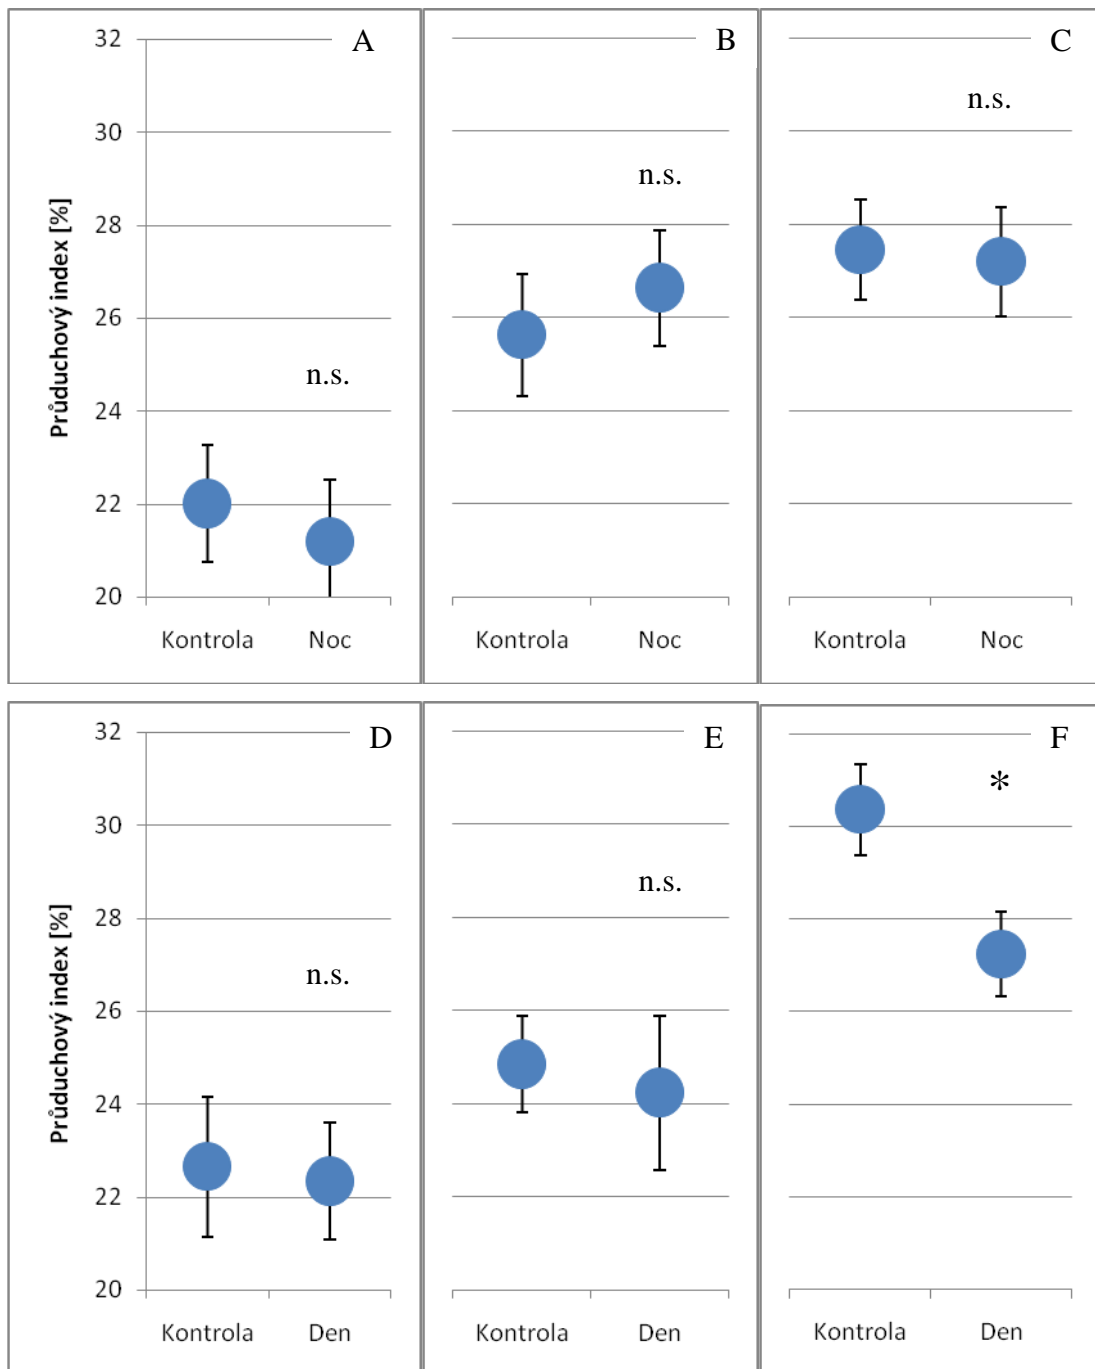 A
B
C
32
30
28
26
24
22
20
Průduchový index [%]
n.s.
n.s.
n.s.
Kontrola
Noc
Kontrola
Noc
Kontrola
Noc
D
E
F
32
30
28
26
24
22
20
Průduchový index [%]
n.s.
n.s.
*
Kontrola
Den
Kontrola
Den
Kontrola
Den